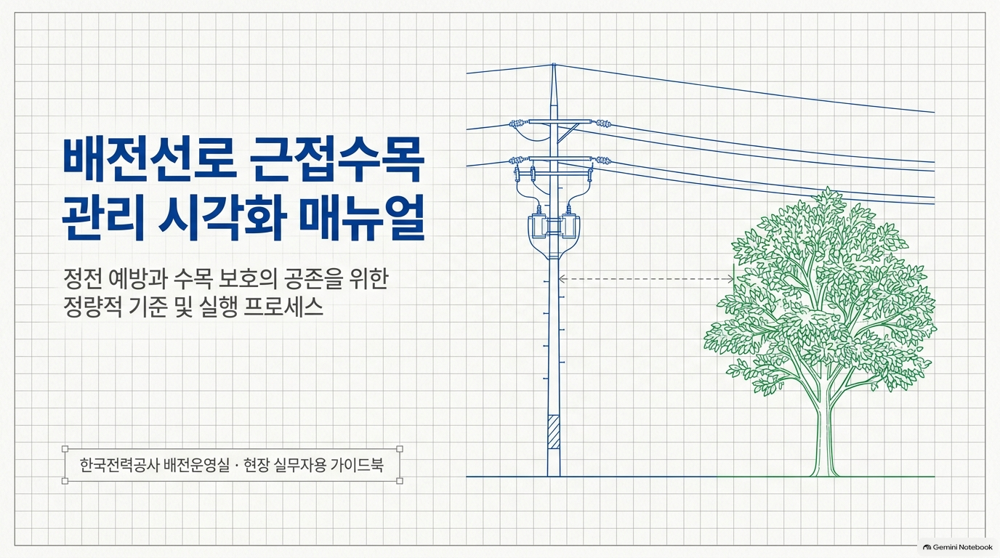 배전선로 근접수목
관리 시각화 매뉴얼
정전 예방과 수목 보호의 공존을 위한
정량적 기준 및 실행 프로세스
한국전력공사 배전운영실 · 현장 실무자용 가이드북
Gemini Notebook